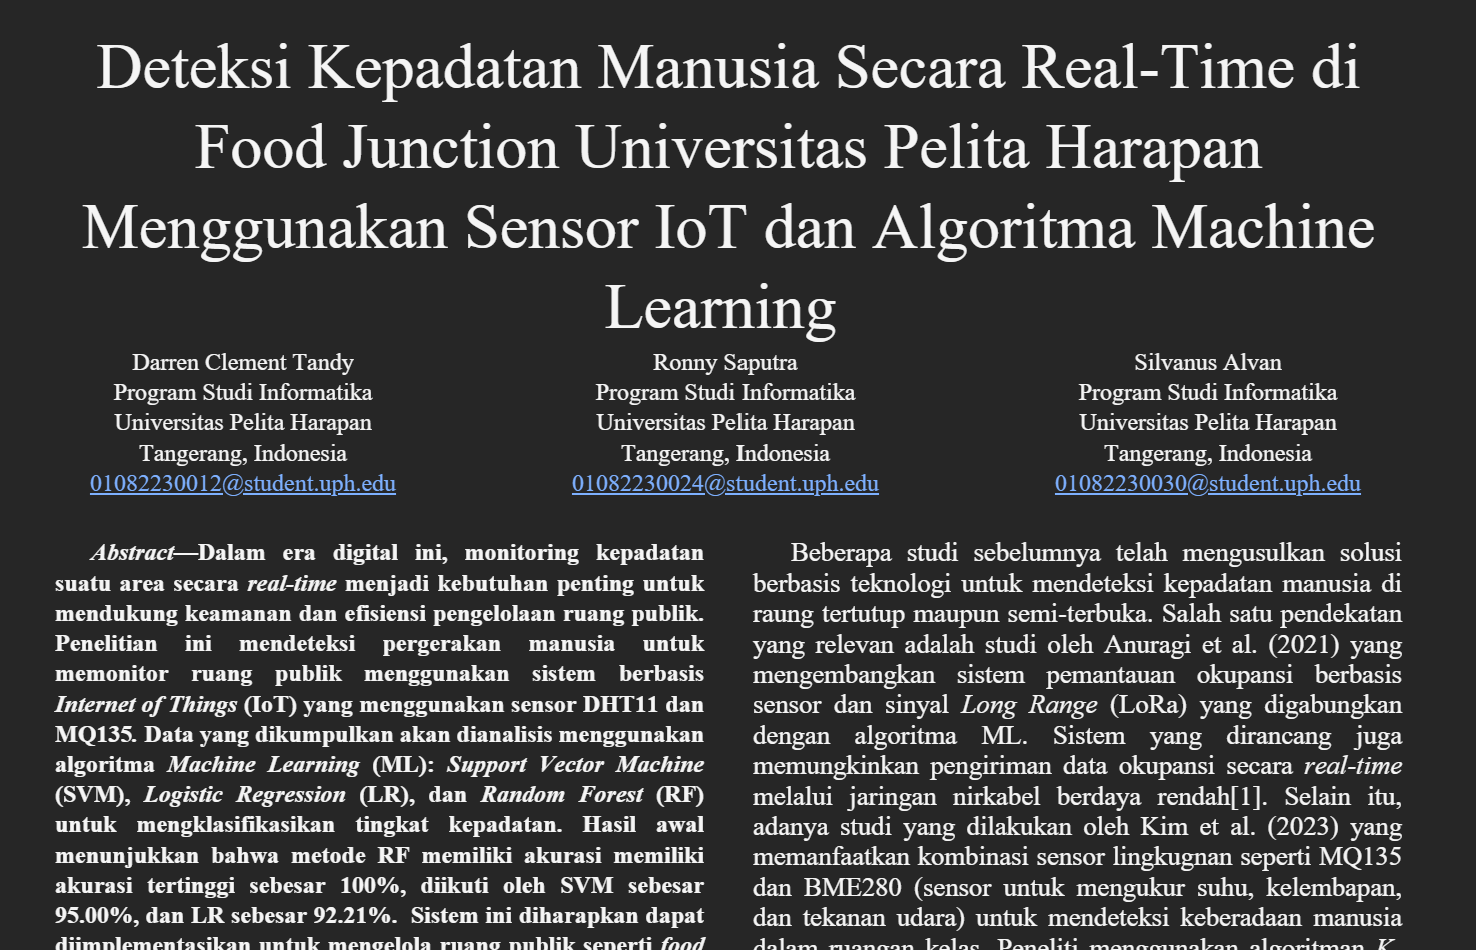 Deteksi Kepadatan Manusia Secara Real-Time di
Food Junction Universitas Pelita Harapan
Menggunakan Sensor IoT dan Algoritma Machine
Learning
Darren Clement Tandy
Program Studi Informatika
Universitas Pelita Harapan
Tangerang, Indonesia
01082230012@student.uph.edu
Ronny Saputra
Program Studi Informatika
Universitas Pelita Harapan
Tangerang, Indonesia
01082230024@student.uph.edu
Silvanus Alvan
Program Studi Informatika
Universitas Pelita Harapan
Tangerang, Indonesia
01082230030@student.uph.edu
Abstract—Dalam era digital ini, monitoring kepadatan
suatu area secara real-time menjadi kebutuhan penting untuk
mendukung keamanan dan efisiensi pengelolaan ruang publik.
Penelitian ini mendeteksi pergerakan manusia untuk
memonitor ruang publik menggunakan sistem berbasis
Internet of Things (IoT) yang menggunakan sensor DHT11 dan
MQ135. Data yang dikumpulkan akan dianalisis menggunakan
algoritma Machine Learning (ML): Support Vector Machine
(SVM), Logistic Regression (LR), dan Random Forest (RF)
untuk mengklasifikasikan tingkat kepadatan. Hasil awal
menunjukkan bahwa metode RF memiliki akurasi memiliki
akurasi tertinggi sebesar 100%, diikuti oleh SVM sebesar
95.00%, dan LR sebesar 92.21%. Sistem ini diharapkan dapat
diimplementasikan untuk mengelola ruang publik seperti food
Beberapa studi sebelumnya telah mengusulkan solusi
berbasis teknologi untuk mendeteksi kepadatan manusia di
raung tertutup maupun semi-terbuka. Salah satu pendekatan
yang relevan adalah studi oleh Anuragi et al. (2021) yang
mengembangkan sistem pemantauan okupansi berbasis
sensor dan sinyal Long Range (LoRa) yang digabungkan
dengan algoritma ML. Sistem yang dirancang juga
memungkinkan pengiriman data okupansi secara real-time
melalui jaringan nirkabel berdaya rendah[1]. Selain itu,
adanya studi yang dilakukan oleh Kim et al. (2023) yang
memanfaatkan kombinasi sensor lingkugnan seperti MQ135
dan BME280 (sensor untuk mengukur suhu, kelembapan,
dan tekanan udara) untuk mendeteksi keberadaan manusia
dalam ruangan kelas. Peneliti menggunakan algoritman K-